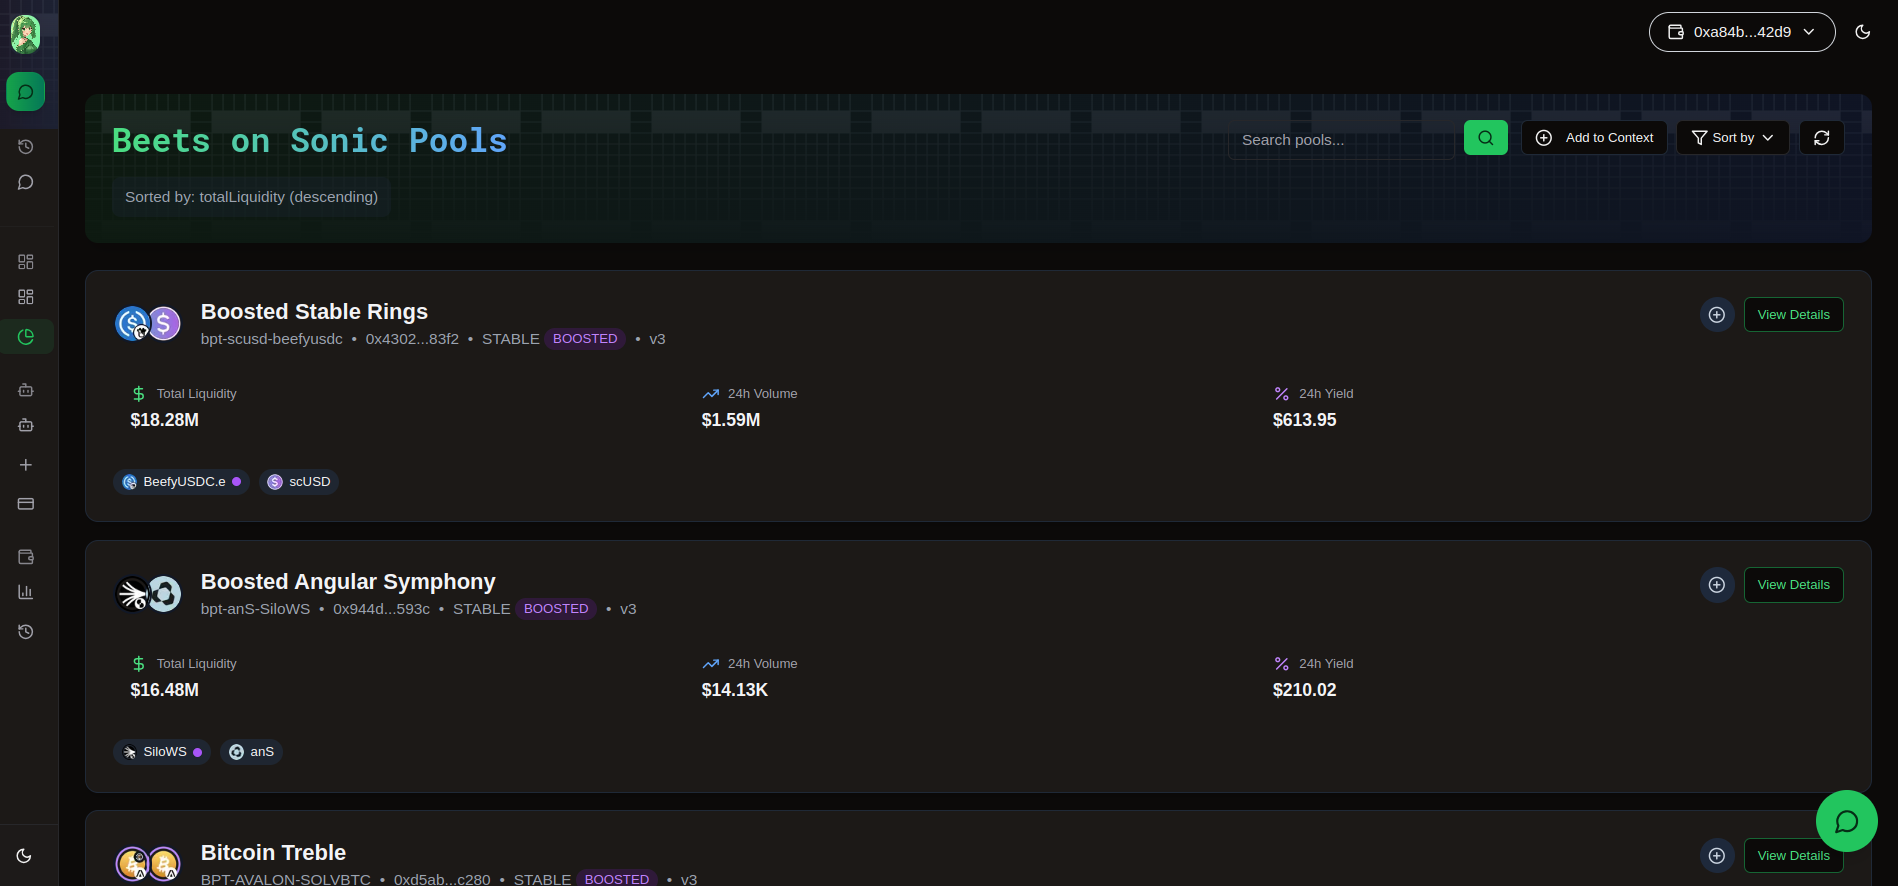 0xa84b...42d9
Beets on Sonic Pools
Search pools...
Add to Context
Sort by
Sorted by: totalLiquidity (descending)
Boosted Stable Rings
View Details
bpt-scusd-beefyusdc • 0x4302...83f2 • STABLE BOOSTED • v3
Total Liquidity
$18.28M
24h Volume
$1.59M
24h Yield
$613.95
BeefyUSDC.e
scUSD
Boosted Angular Symphony
View Details
bpt-anS-SiloWS • 0x944d...593c • STABLE BOOSTED • v3
Total Liquidity
$16.48M
24h Volume
$14.13K
24h Yield
$210.02
SiloWS
anS
Bitcoin Treble
View Details
BPT-AVALON-SOLVBTC • 0xd5ab...c280 • STABLE BOOSTED • v3